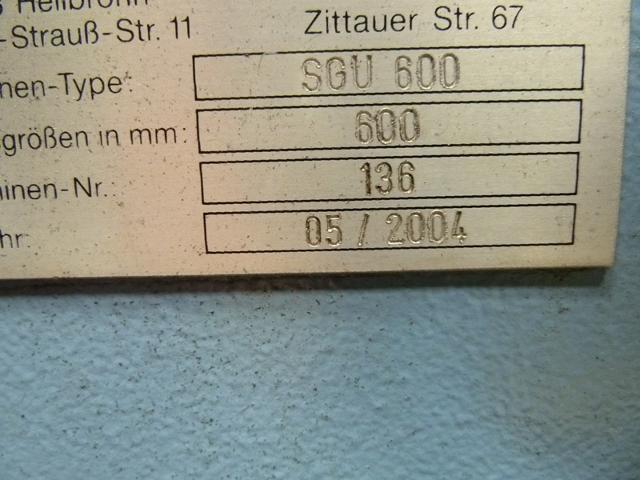 Heilbronn
-Strauß-Str. 11 Zittauer Str. 67
nen-Type: SGU 600
größen in mm: 600
inen-Nr.: 136
hr: 05 / 2004